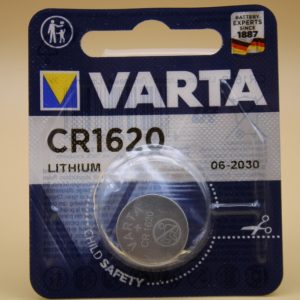 BATTERY
EXPERTS
SINCE
1887
VARTA
CR1620
LITHIUM
06-2030
VARTA
+
CR1620
CHILD SAFETY